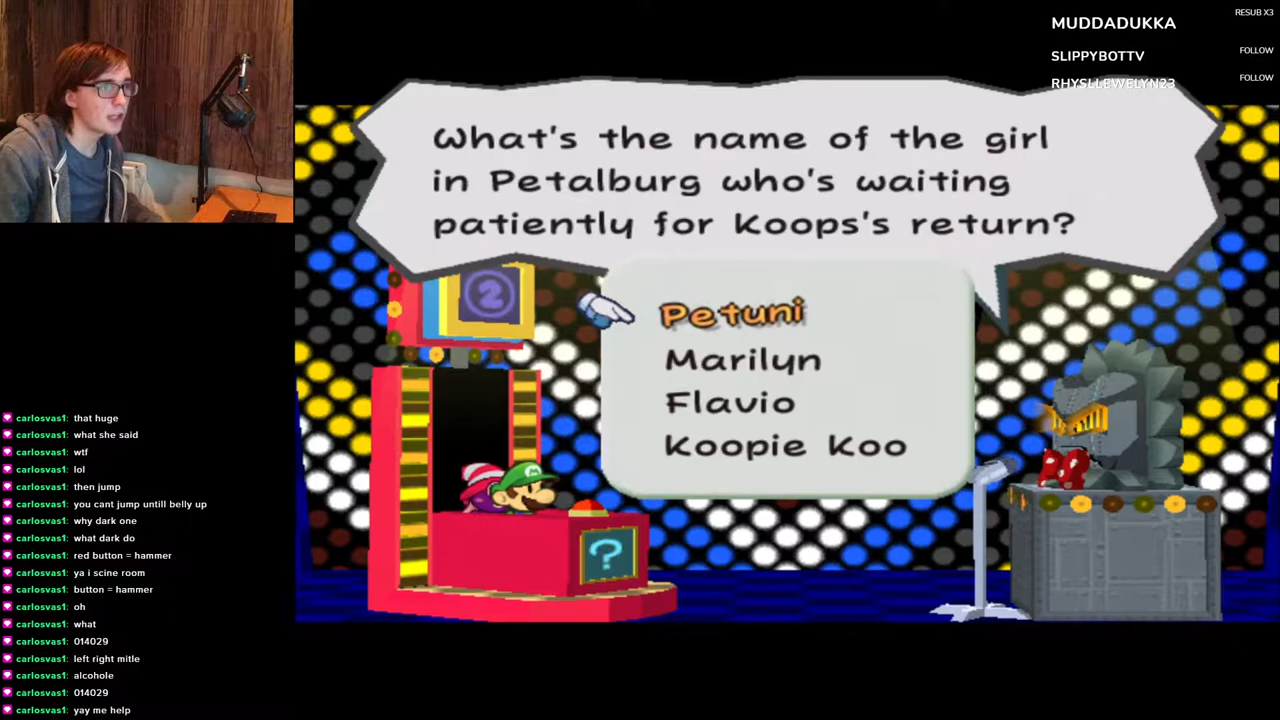 MUDDADUKKA
RESUB X3
SLIPPYBOTTV
FOLLOW
RHYSLLEWELYN23
FOLLOW
What's the name of the girl
in Petalburg who's waiting
patiently for Koops's return?
2
Petuni
Marilyn
Flavio
Koopie Koo
M
?
carlosvas1: that huge
carlosvas1: what she said
carlosvas1: wtf
carlosvas1: lol
carlosvas1: then jump
carlosvas1: you cant jump untill belly up
carlosvas1: why dark one
carlosvas1: what dark do
carlosvas1: red button = hammer
carlosvas1: ya i scine room
carlosvas1: button = hammer
carlosvas1: oh
carlosvas1: what
carlosvas1: 014029
carlosvas1: left right mitle
carlosvas1: alcohole
carlosvas1: 014029
carlosvas1: yay me help